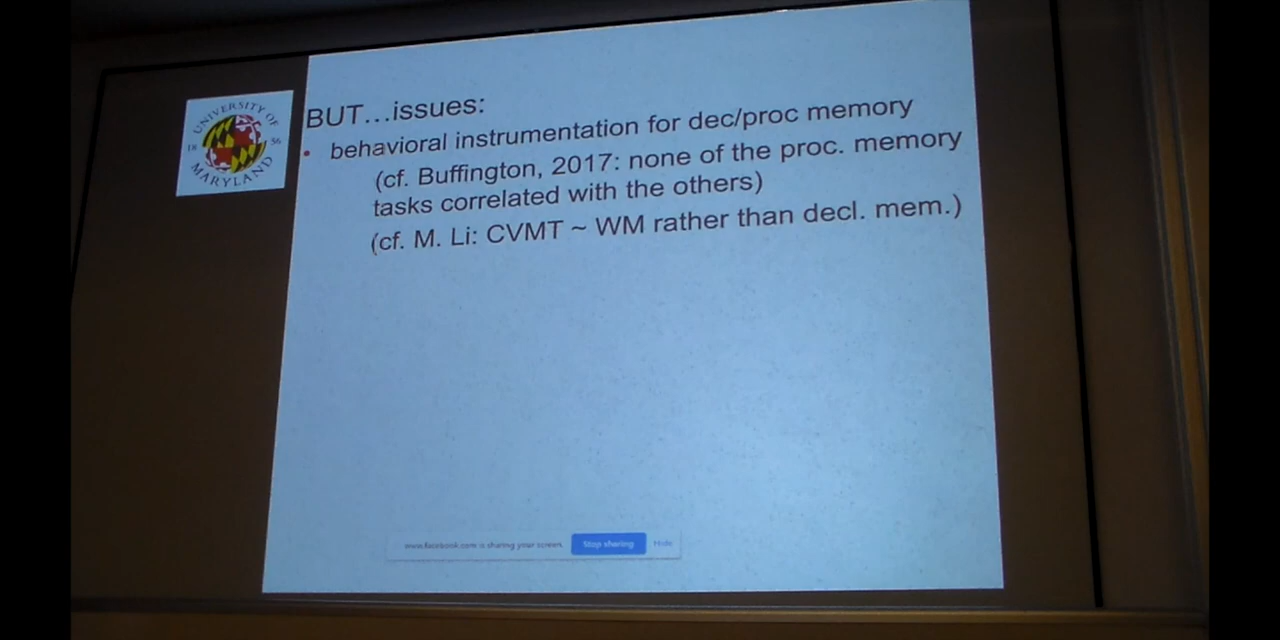 UNIVERSITY OF
18 56
MARYLAND
BUT...issues:
• behavioral instrumentation for dec/proc memory
(cf. Buffington, 2017: none of the proc. memory
tasks correlated with the others)
(cf. M. Li: CVMT ~ WM rather than decl. mem.)
www.facebook.com is sharing your screen. Stop sharing Hide